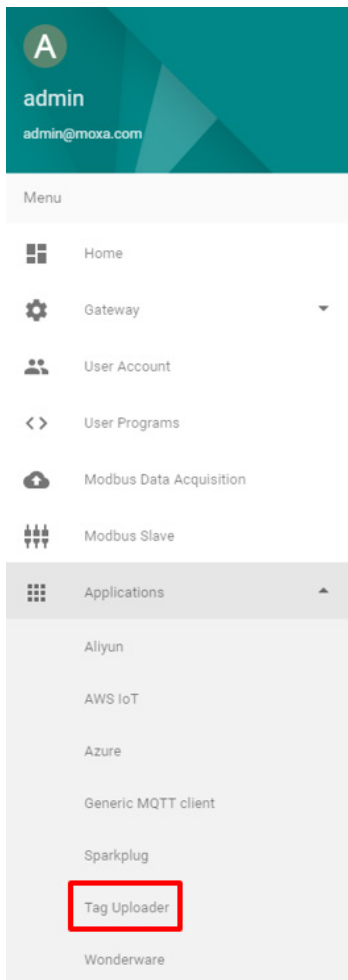 A
admin
admin@moxa.com
Menu
Home
Gateway
User Account
User Programs
Modbus Data Acquisition
Modbus Slave
Applications
Aliyun
AWS IoT
Azure
Generic MQTT client
Sparkplug
Tag Uploader
Wonderware